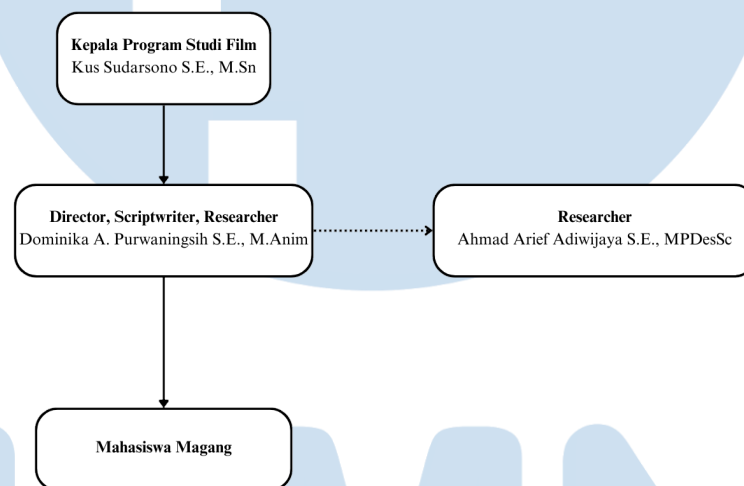 Kepala Program Studi Film
Kus Sudarsono S.E., M.Sn
Director, Scriptwriter, Researcher
Dominika A. Purwaningsih S.E., M.Anim
Researcher
Ahmad Arief Adiwijaya S.E., MPDesSc
Mahasiswa Magang